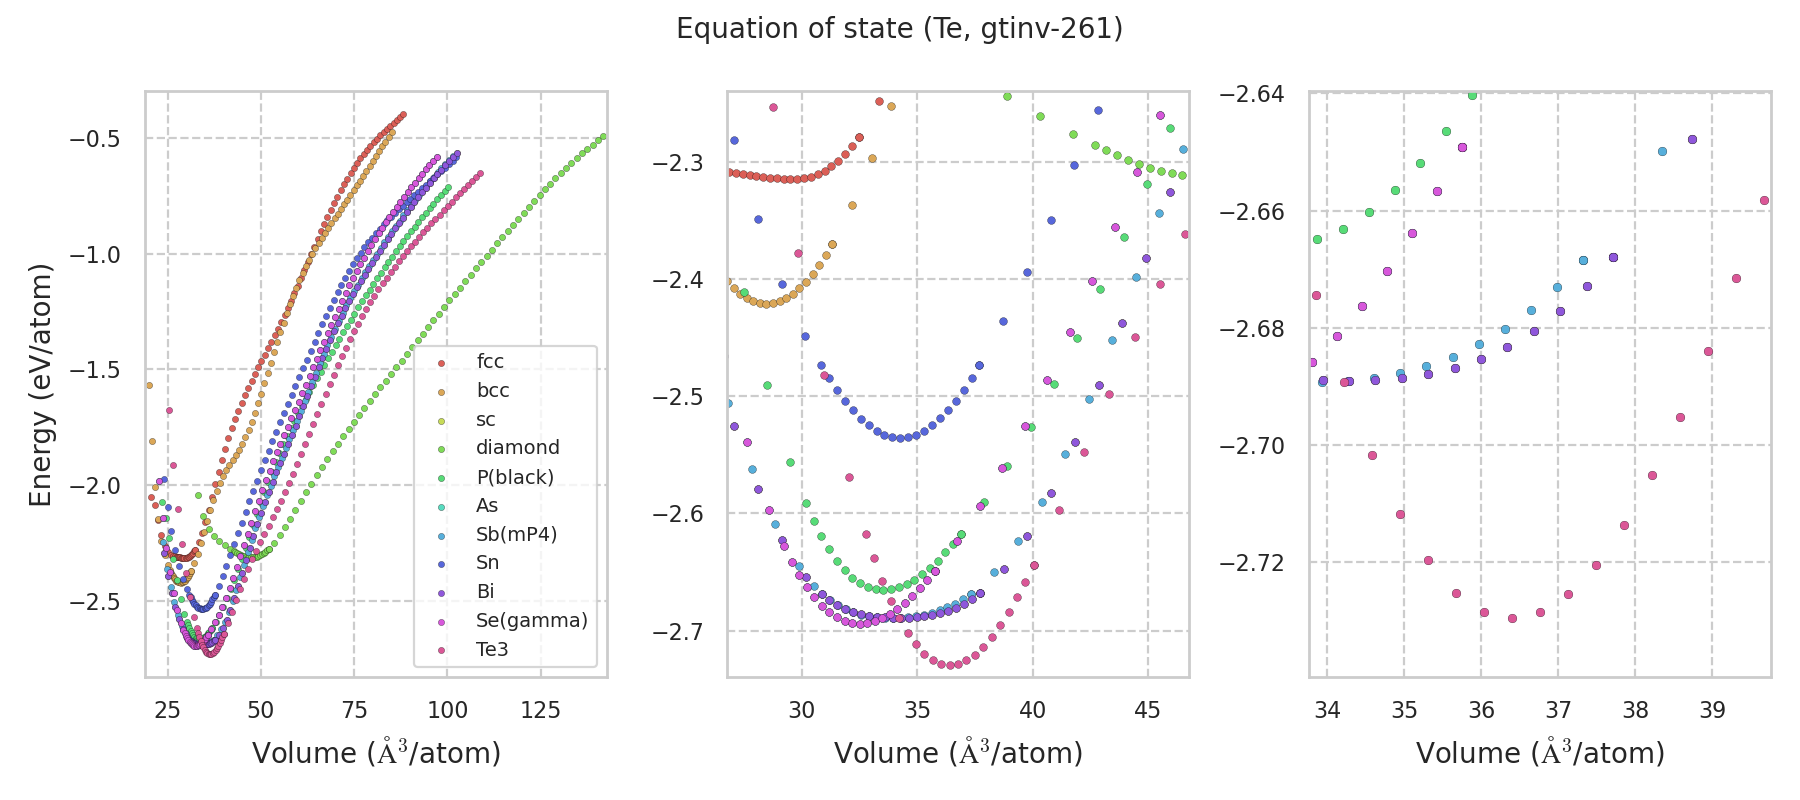 Equation of state (Te, gtinv-261)
Energy (eV/atom)
−0.5
−1.0
−1.5
−2.0
−2.5
25 50 75 100 125
Volume (Å³/atom)
fcc
bcc
sc
diamond
P(black)
As
Sb(mP4)
Sn
Bi
Se(gamma)
Te3
−2.3
−2.4
−2.5
−2.6
−2.7
30 35 40 45
Volume (Å³/atom)
−2.64
−2.66
−2.68
−2.70
−2.72
34 35 36 37 38 39
Volume (Å³/atom)